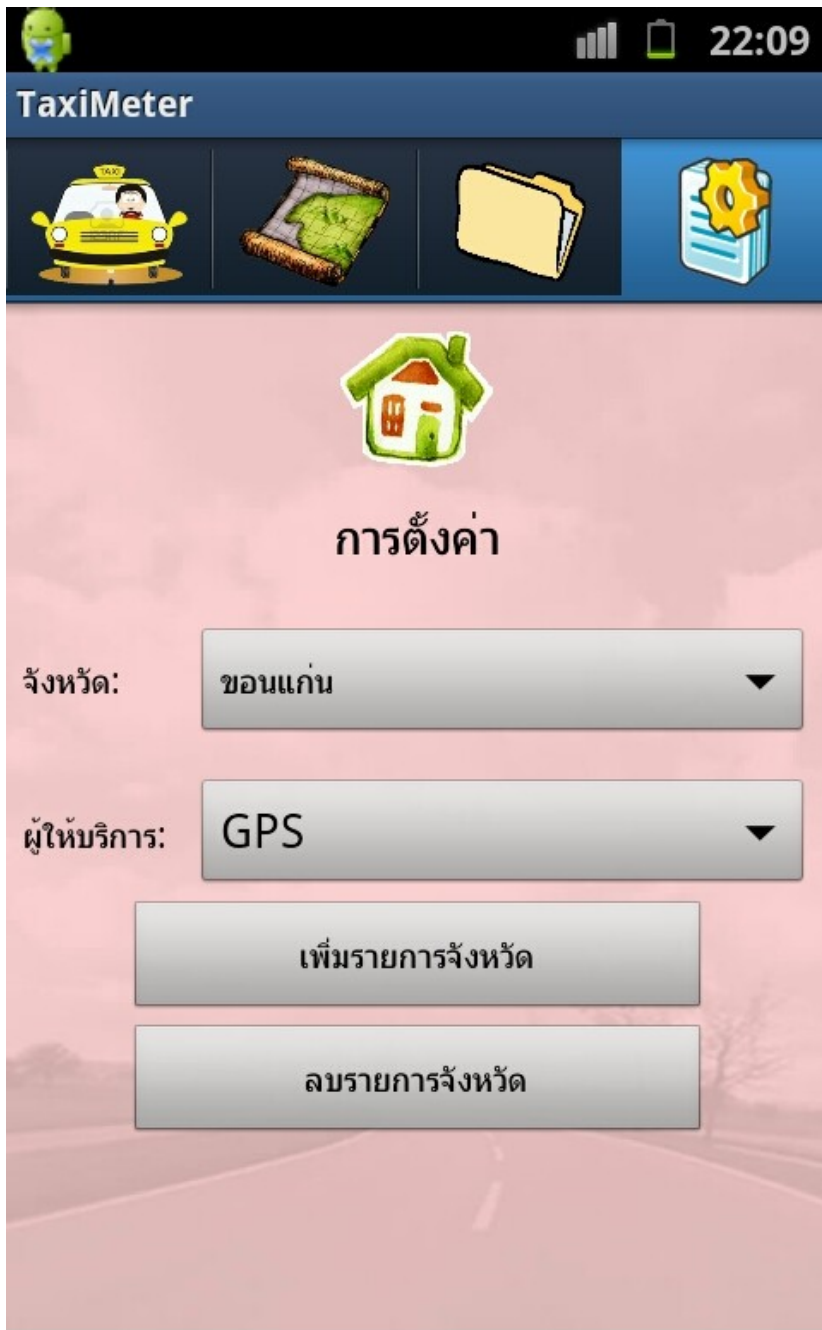 22:09
TaxiMeter
TAXI
การตั้งค่า
จังหวัด: ขอนแก่น
ผู้ให้บริการ: GPS
เพิ่มรายการจังหวัด
ลบรายการจังหวัด